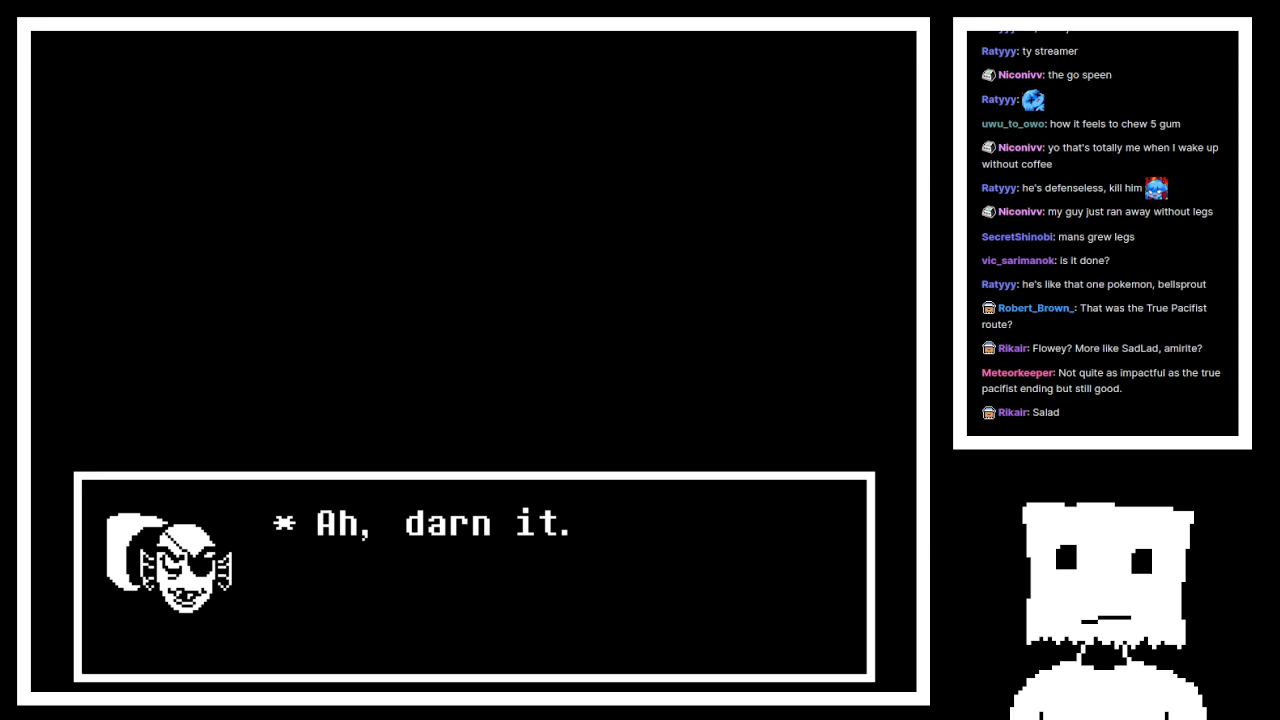 * Ah, darn it.
Ratyyy: ty streamer
Niconivv: the go speen
Ratyyy:
uwu_to_owo: how it feels to chew 5 gum
Niconivv: yo that's totally me when I wake up
without coffee
Ratyyy: he's defenseless, kill him
Niconivv: my guy just ran away without legs
SecretShinobi: mans grew legs
vic_sarimanok: is it done?
Ratyyy: he's like that one pokemon, bellsprout
Robert_Brown_: That was the True Pacifist
route?
Rikair: Flowey? More like SadLad, amirite?
Meteorkeeper: Not quite as impactful as the true
pacifist ending but still good.
Rikair: Salad